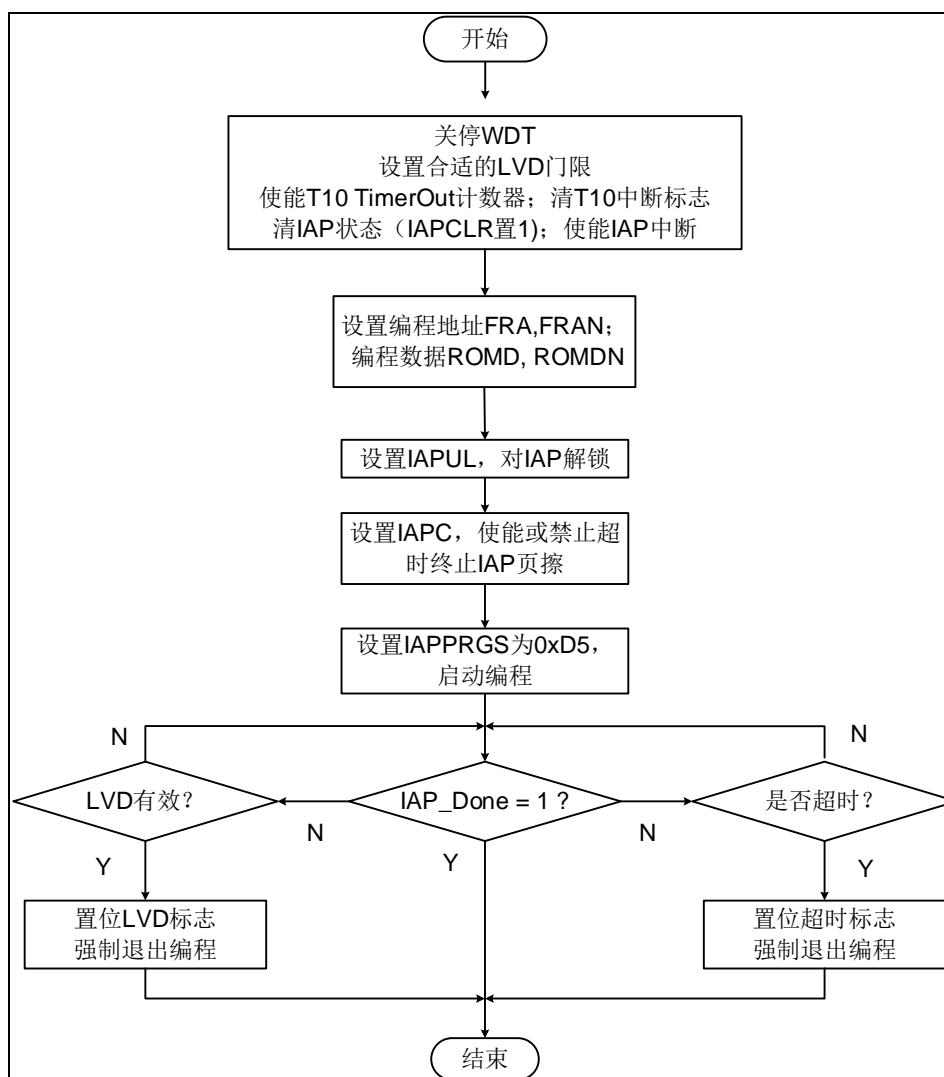 开始
关停WDT
设置合适的LVD门限
使能T10 TimerOut计数器；清T10中断标志
清IAP状态（IAPCLR置1)；使能IAP中断
设置编程地址FRA,FRAN；
编程数据ROMD, ROMDN
设置IAPUL，对IAP解锁
设置IAPC，使能或禁止超
时终止IAP页擦
设置IAPPRGS为0xD5，
启动编程
N
N
LVD有效？
IAP_Done = 1 ?
是否超时？
N
N
Y
Y
Y
置位LVD标志
强制退出编程
置位超时标志
强制退出编程
结束